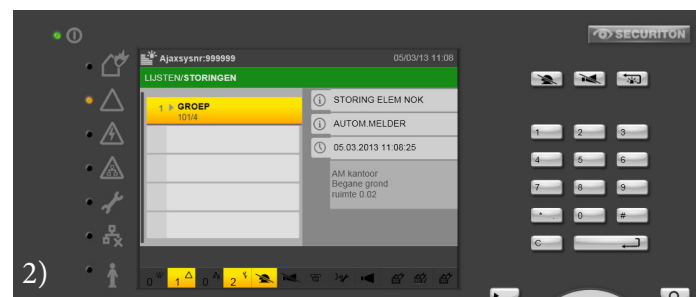 SECURITON
Ajaxsysnr:999999 05/03/13 11:08
LIJSTEN/STORINGEN
1 GROEP
101/4
STORING ELEM NOK
AUTOM.MELDER
05.03.2013 11:08:25
AM kantoor
Begane grond
ruimte 0.02
0 1 0 2
1 2 3
4 5 6
7 8 9
* . 0 #
C
2)